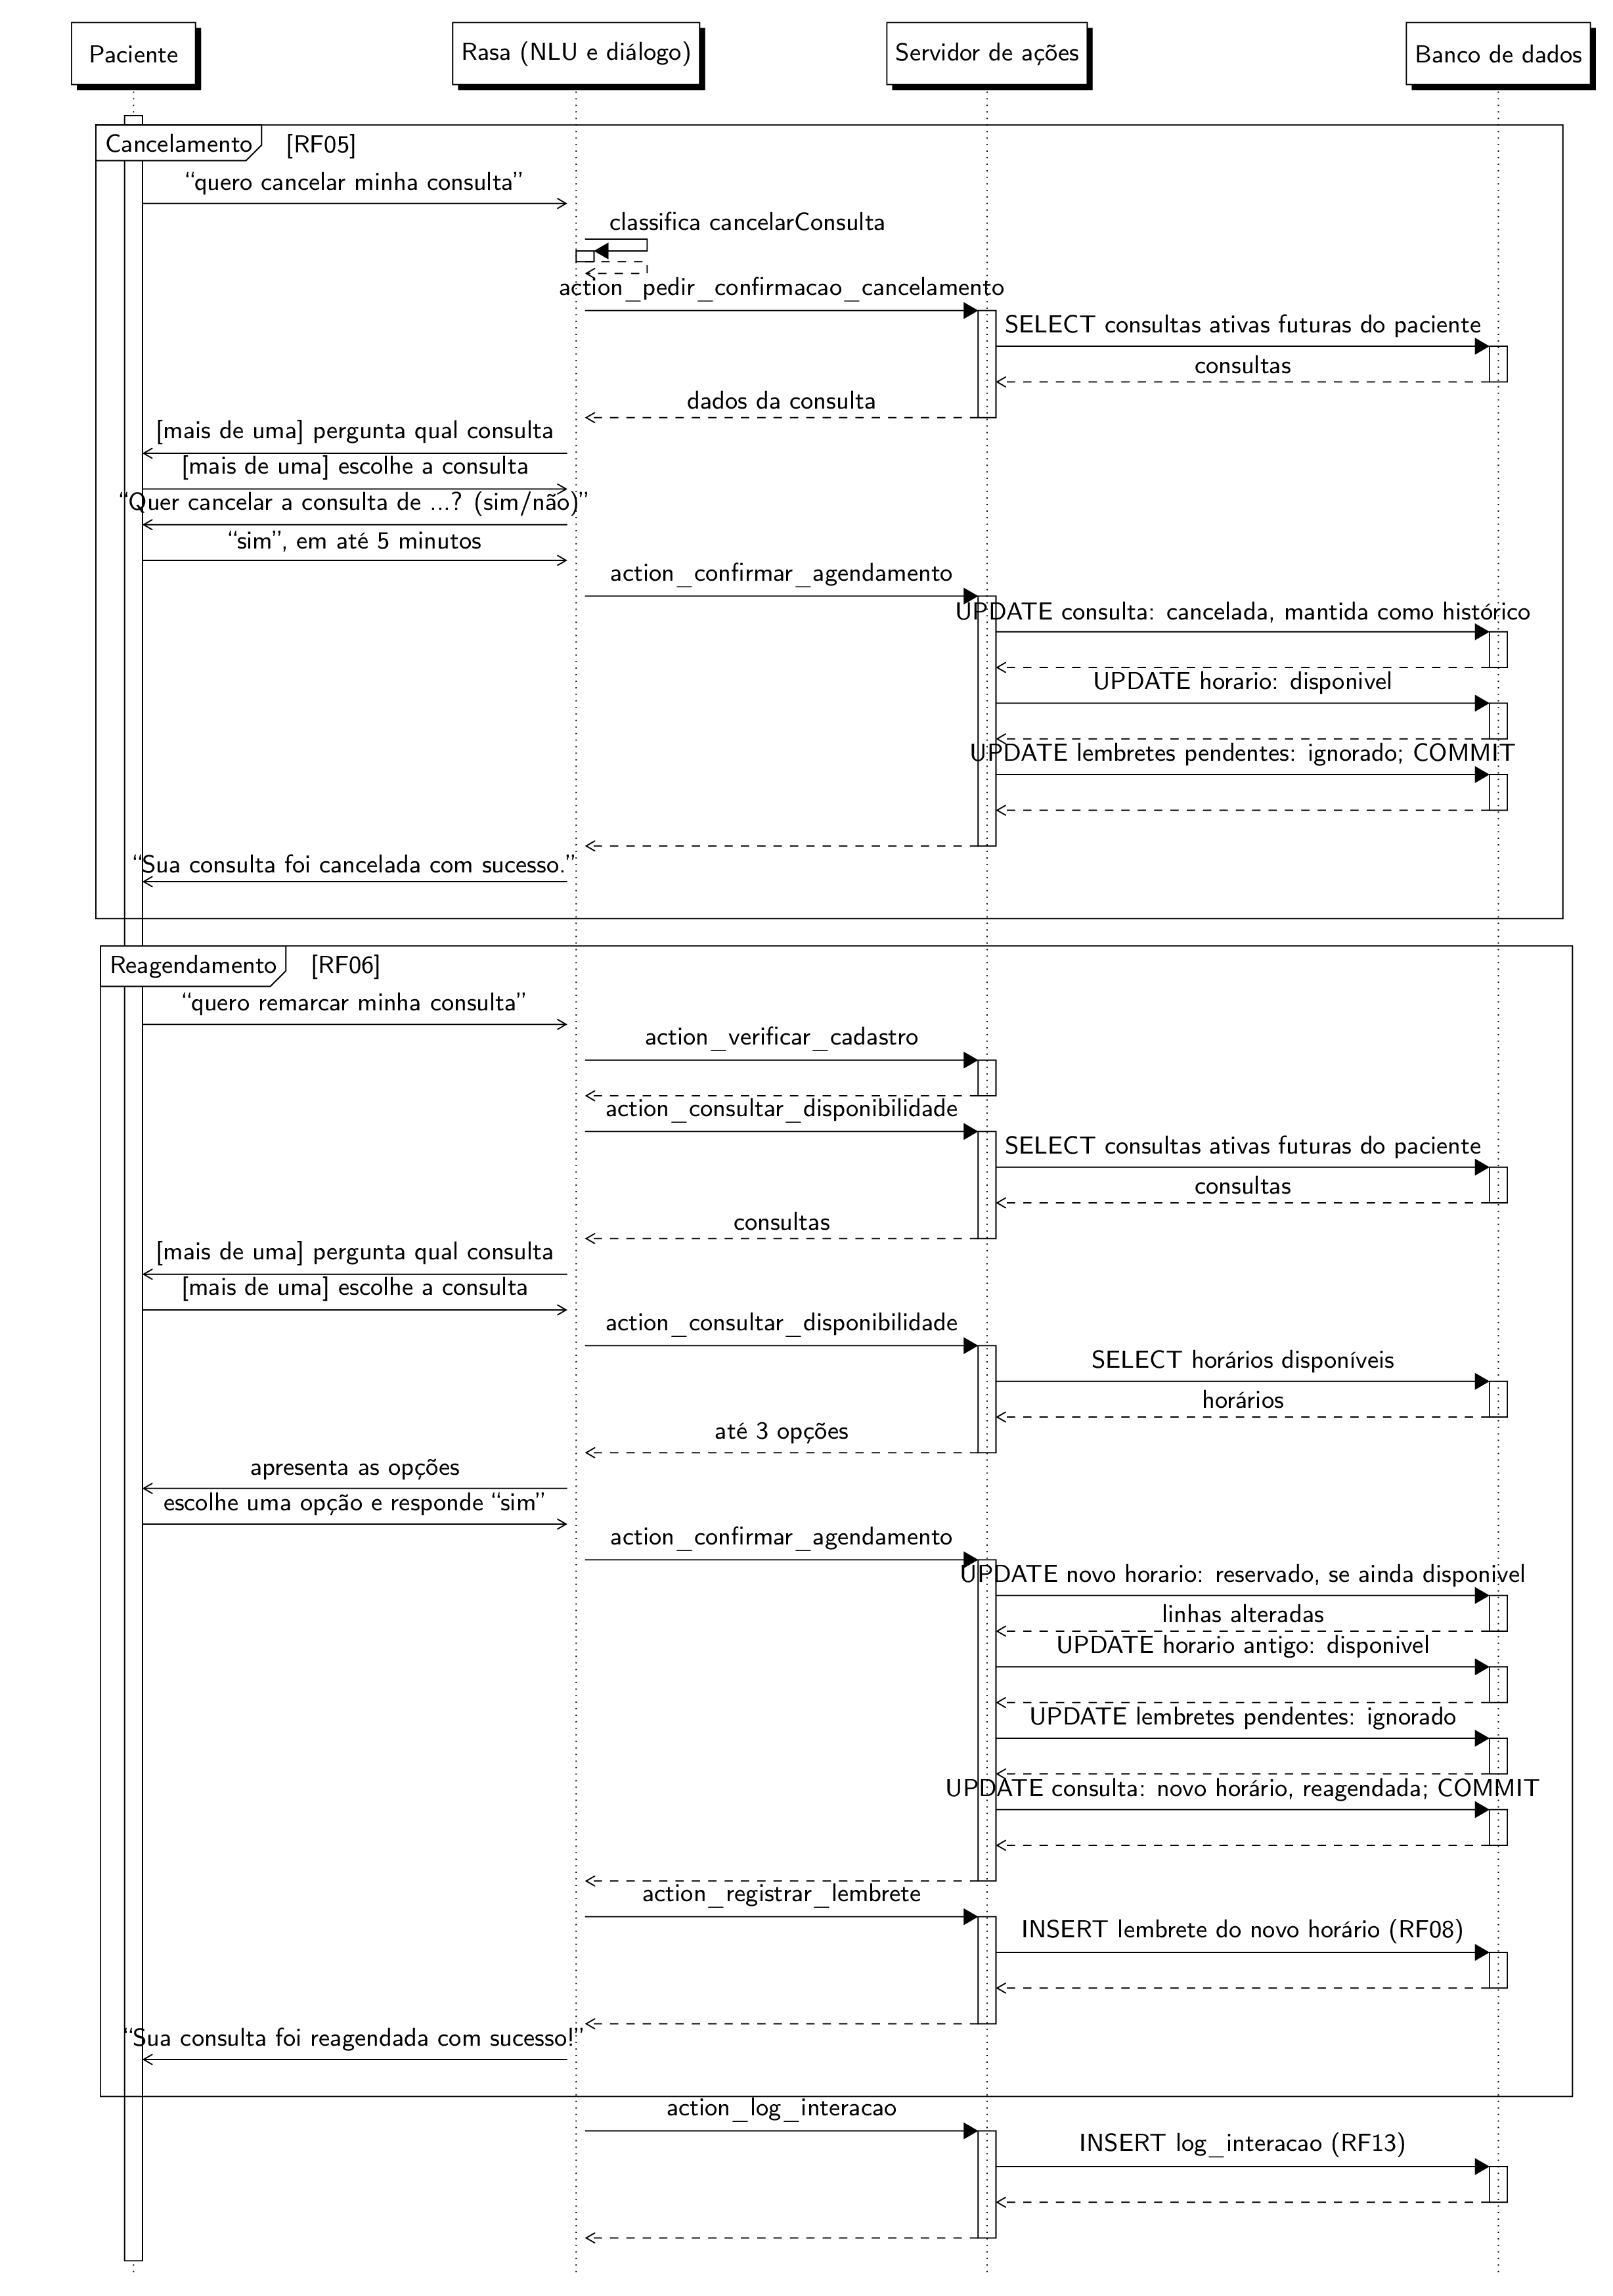 Paciente
Rasa (NLU e diálogo)
Servidor de ações
Banco de dados
Cancelamento
[RF05]
“quero cancelar minha consulta”
classifica cancelarConsulta
action_pedir_confirmacao_cancelamento
SELECT consultas ativas futuras do paciente
consultas
dados da consulta
[mais de uma] pergunta qual consulta
[mais de uma] escolhe a consulta
“Quer cancelar a consulta de ...? (sim/não)”
“sim”, em até 5 minutos
action_confirmar_agendamento
UPDATE consulta: cancelada, mantida como histórico
UPDATE horario: disponivel
UPDATE lembretes pendentes: ignorado; COMMIT
“Sua consulta foi cancelada com sucesso.”
Reagendamento
[RF06]
“quero remarcar minha consulta”
action_verificar_cadastro
action_consultar_disponibilidade
SELECT consultas ativas futuras do paciente
consultas
consultas
[mais de uma] pergunta qual consulta
[mais de uma] escolhe a consulta
action_consultar_disponibilidade
SELECT horários disponíveis
horários
até 3 opções
apresenta as opções
escolhe uma opção e responde “sim”
action_confirmar_agendamento
UPDATE novo horario: reservado, se ainda disponivel
linhas alteradas
UPDATE horario antigo: disponivel
UPDATE lembretes pendentes: ignorado
UPDATE consulta: novo horário, reagendada; COMMIT
action_registrar_lembrete
INSERT lembrete do novo horário (RF08)
“Sua consulta foi reagendada com sucesso!”
action_log_interacao
INSERT log_interacao (RF13)